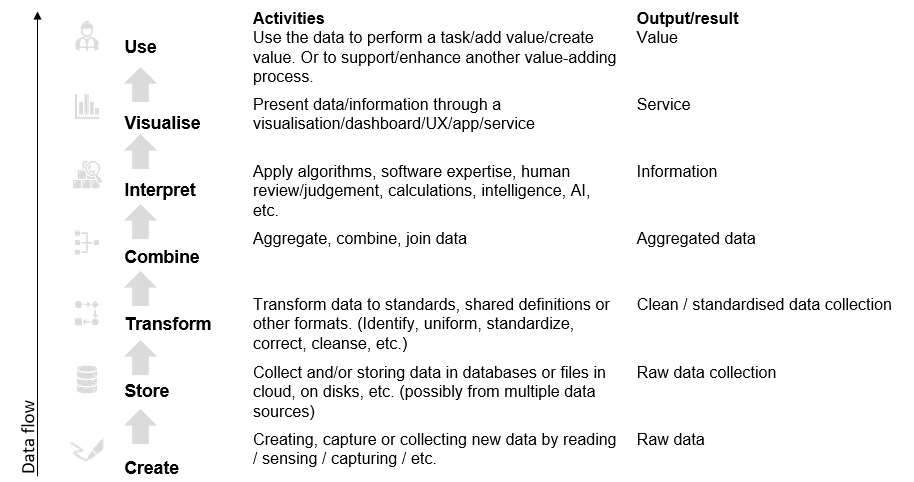 Activities
Output/result
Use
Use the data to perform a task/add value/create
value. Or to support/enhance another value-adding
process.
Value
Visualise
Present data/information through a
visualisation/dashboard/UX/app/service
Service
Interpret
Apply algorithms, software expertise, human
review/judgement, calculations, intelligence, AI,
etc.
Information
Combine
Aggregate, combine, join data
Aggregated data
Transform
Transform data to standards, shared definitions or
other formats. (Identify, uniform, standardize,
correct, cleanse, etc.)
Clean / standardised data collection
Store
Collect and/or storing data in databases or files in
cloud, on disks, etc. (possibly from multiple data
sources)
Raw data collection
Create
Creating, capture or collecting new data by reading
/ sensing / capturing / etc.
Raw data
Data flow